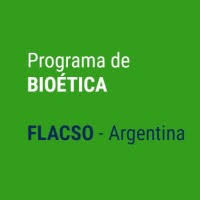 Programa de
BIOÉTICA
FLACSO - Argentina